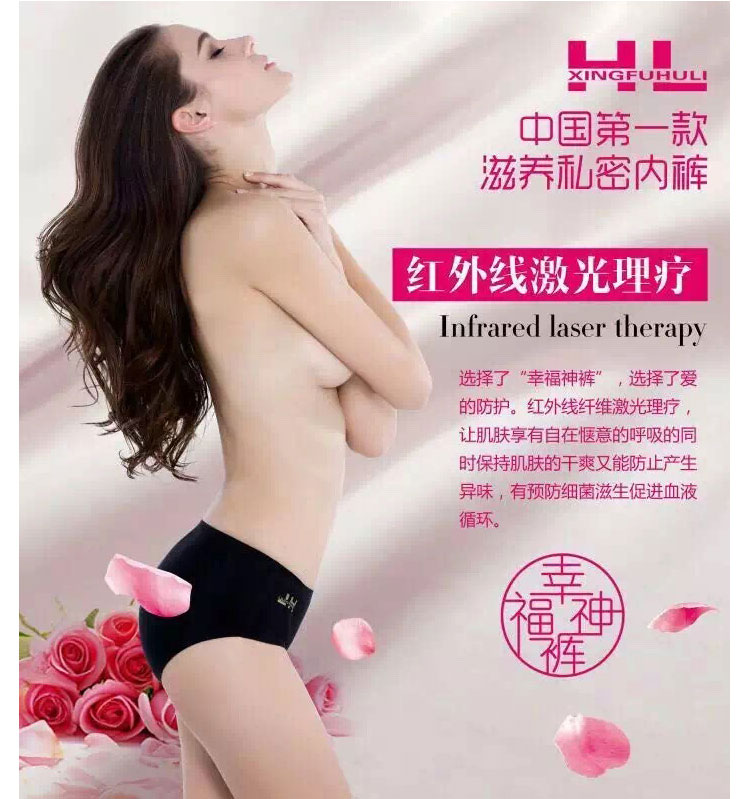 HL
XINGFUHULI
中国第一款
滋养私密内裤
红外线激光理疗
Infrared laser therapy
选择了“幸福神裤”,选择了爱
的防护。红外线纤维激光理疗,
让肌肤享有自在惬意的呼吸的同
时保持肌肤的干爽又能防止产生
异味,有预防细菌滋生促进血液
循环。
幸福神裤
HL